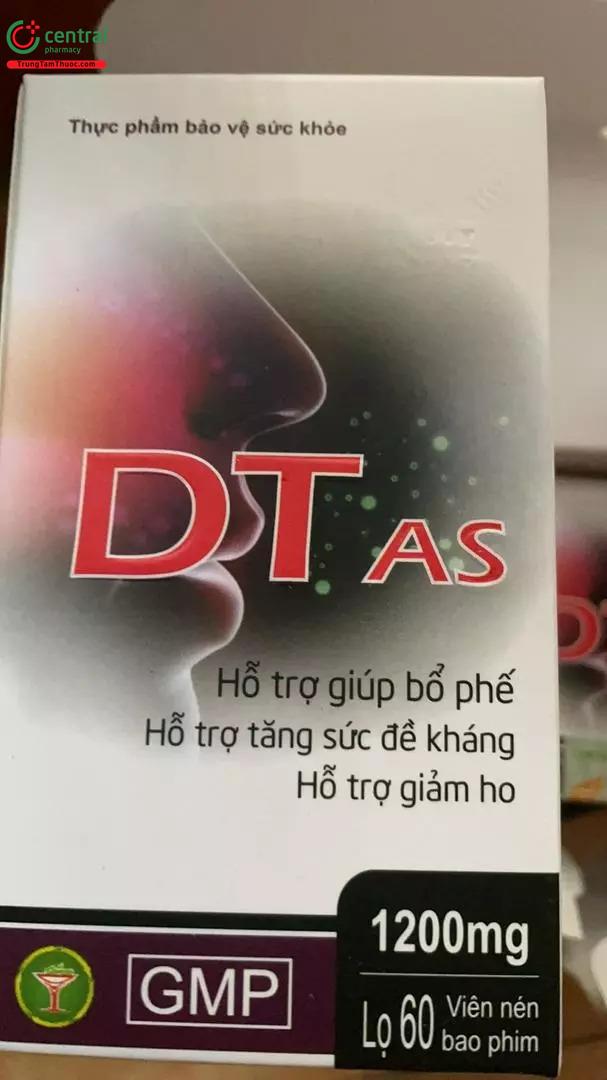 central
pharmacy
TrungTamThuoc.com
Thực phẩm bảo vệ sức khỏe
DT AS
Hỗ trợ giúp bổ phế
Hỗ trợ tăng sức đề kháng
Hỗ trợ giảm ho
1200mg
GMP
Lọ 60 Viên nén
bao phim